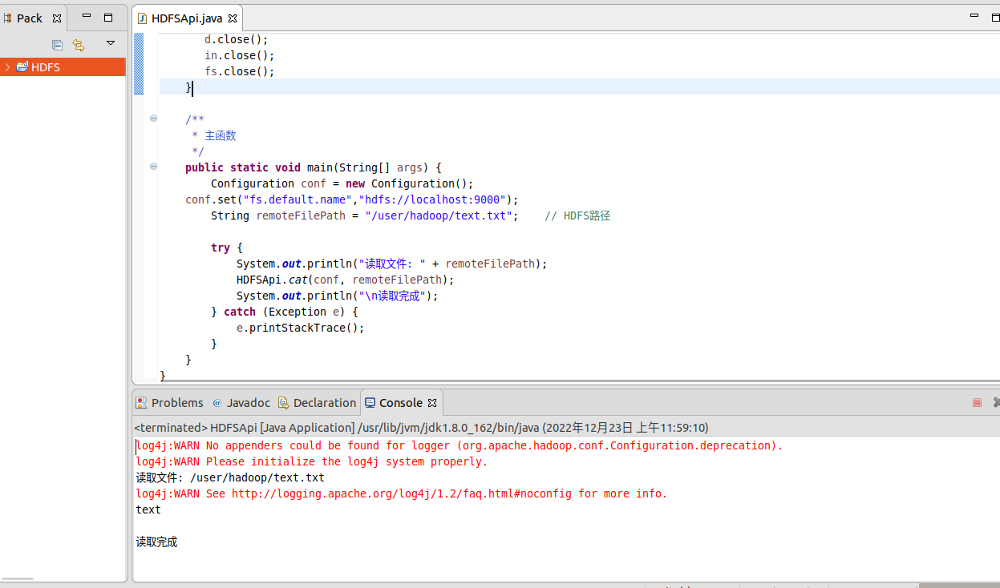 Pack
HDFSApi.java
HDFS
d.close();
in.close();
fs.close();
}
/**
* 主函数
*/
public static void main(String[] args) {
Configuration conf = new Configuration();
conf.set("fs.default.name","hdfs://localhost:9000");
String remoteFilePath = "/user/hadoop/text.txt";    // HDFS路径
try {
System.out.println("读取文件: " + remoteFilePath);
HDFSApi.cat(conf, remoteFilePath);
System.out.println("\n读取完成");
} catch (Exception e) {
e.printStackTrace();
}
}
}
Problems @ Javadoc Declaration Console
<terminated> HDFSApi [Java Application] /usr/lib/jvm/jdk1.8.0_162/bin/java (2022年12月23日 上午11:59:10)
log4j:WARN No appenders could be found for logger (org.apache.hadoop.conf.Configuration.deprecation).
log4j:WARN Please initialize the log4j system properly.
读取文件: /user/hadoop/text.txt
log4j:WARN See http://logging.apache.org/log4j/1.2/faq.html#noconfig for more info.
text
读取完成